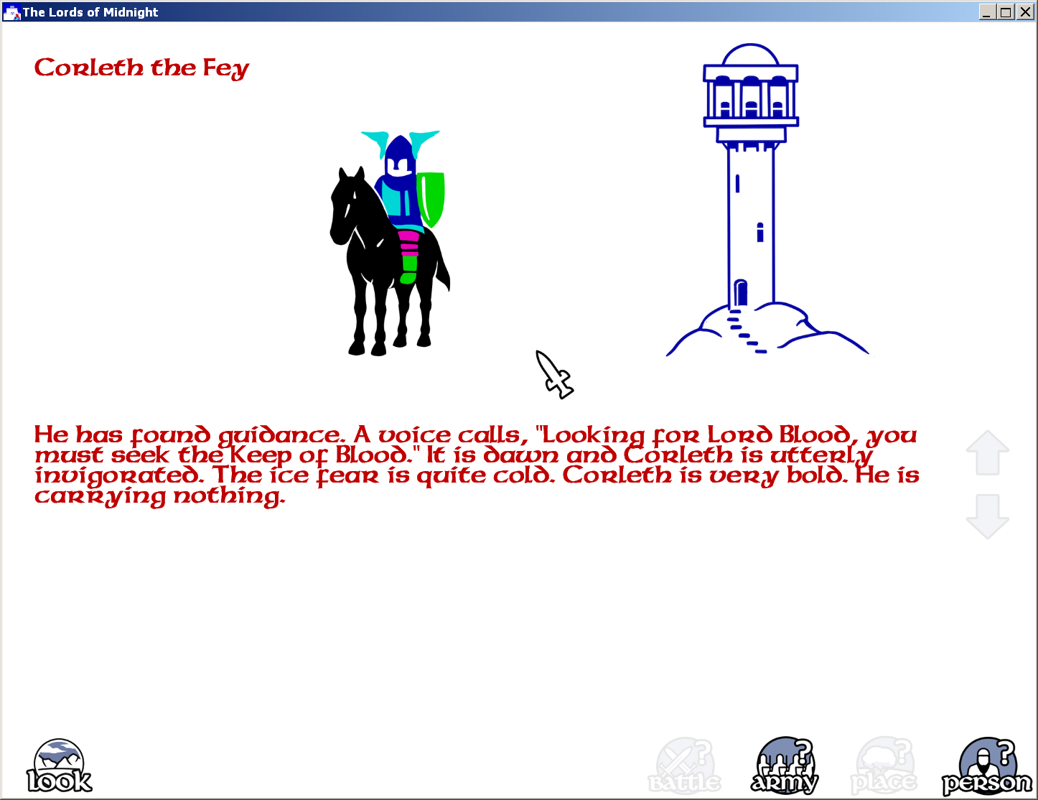 The Lords of Midnight
Corleth the Fey
He has found guidance. A voice calls, "Looking for Lord Blood, you
must seek the Keep of Blood." It is dawn and Corleth is utterly
invigorated. The ice fear is quite cold. Corleth is very bold. He is
carrying nothing.
look
BATTLE
ARMY
place
person